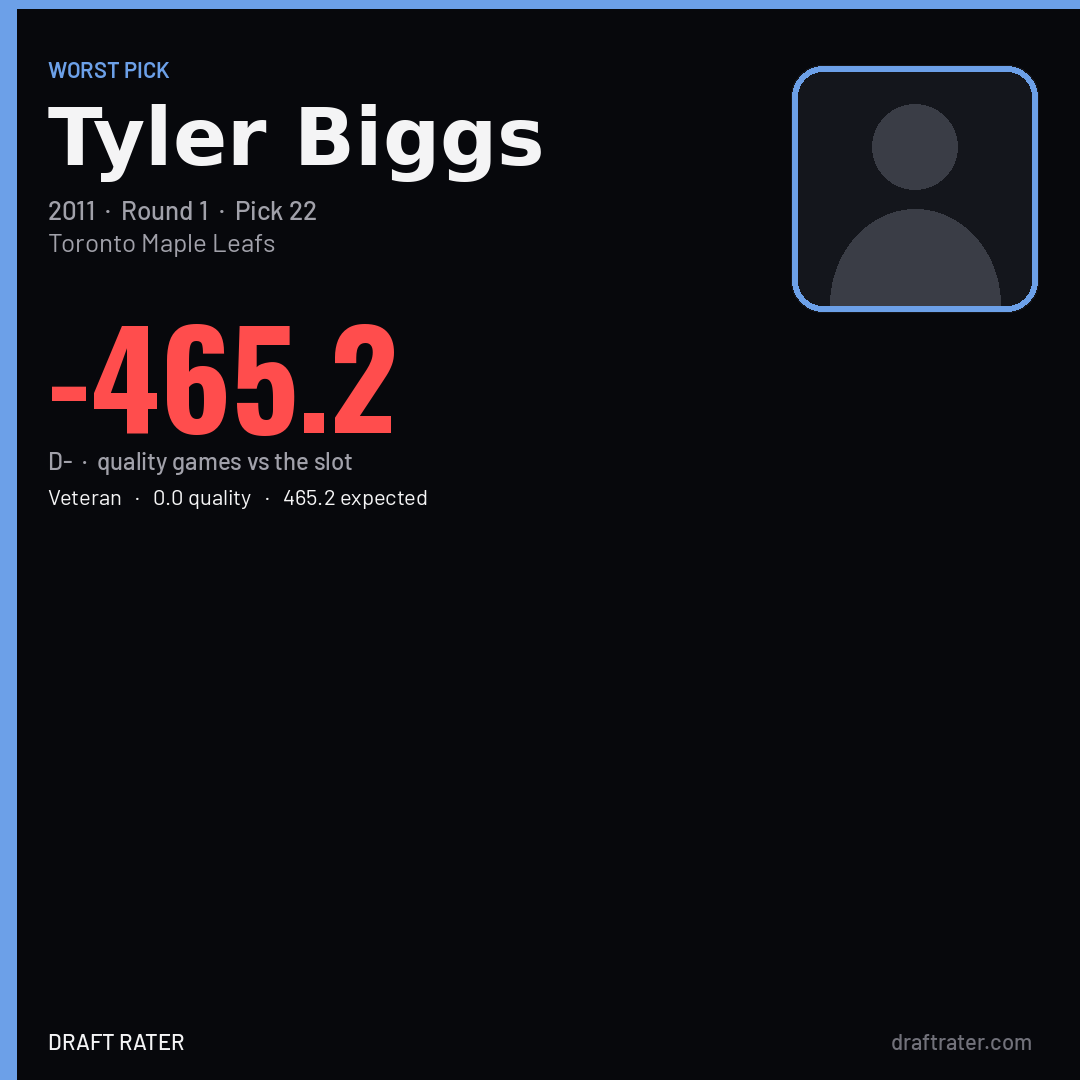 WORST PICK
Tyler Biggs
2011 · Round 1 · Pick 22
Toronto Maple Leafs
-465.2
D- · quality games vs the slot
Veteran · 0.0 quality · 465.2 expected
DRAFT RATER
draftrater.com